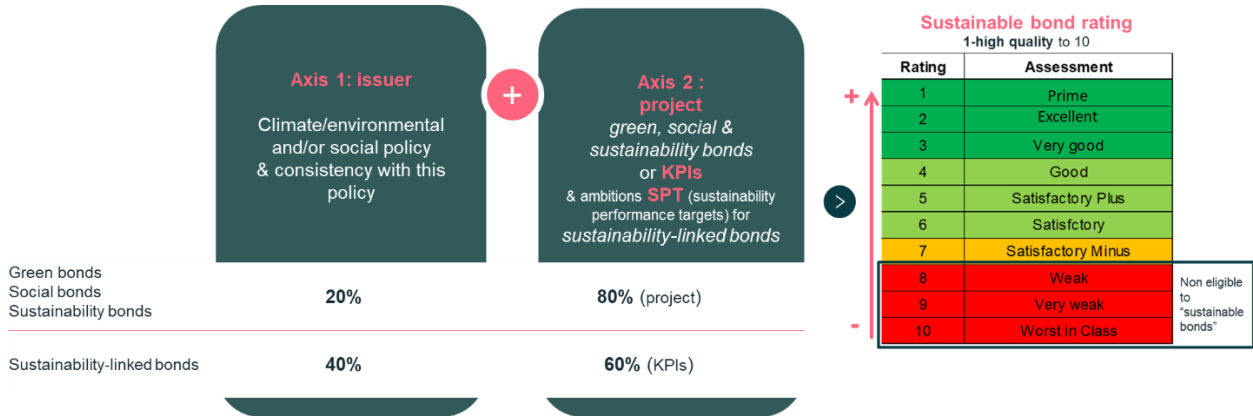 Axis 1: issuer
Climate/environmental
and/or social policy
& consistency with this
policy
+
Axis 2 :
project
green, social &
sustainability bonds
or KPIs
& ambitions SPT (sustainability
performance targets) for
sustainability-linked bonds
Green bonds
Social bonds
Sustainability bonds
20%
80% (project)
Sustainability-linked bonds
40%
60% (KPIs)
>
Sustainable bond rating
1-high quality to 10
Rating Assessment
+
1 Prime
2 Excellent
3 Very good
4 Good
5 Satisfactory Plus
6 Satisfctory
7 Satisfactory Minus
8 Weak
9 Very weak
10 Worst in Class
-
Non eligible
to
“sustainable
bonds”